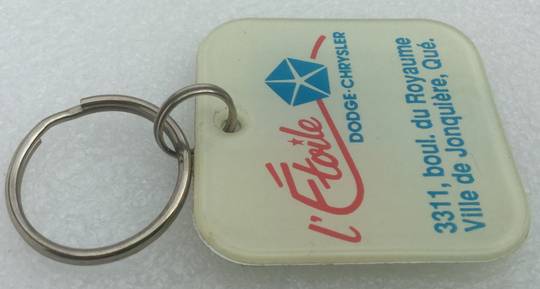 l'Étoile
DODGE-CHRYSLER
3311, boul. du Royaume
Ville de Jonquière, Qué.